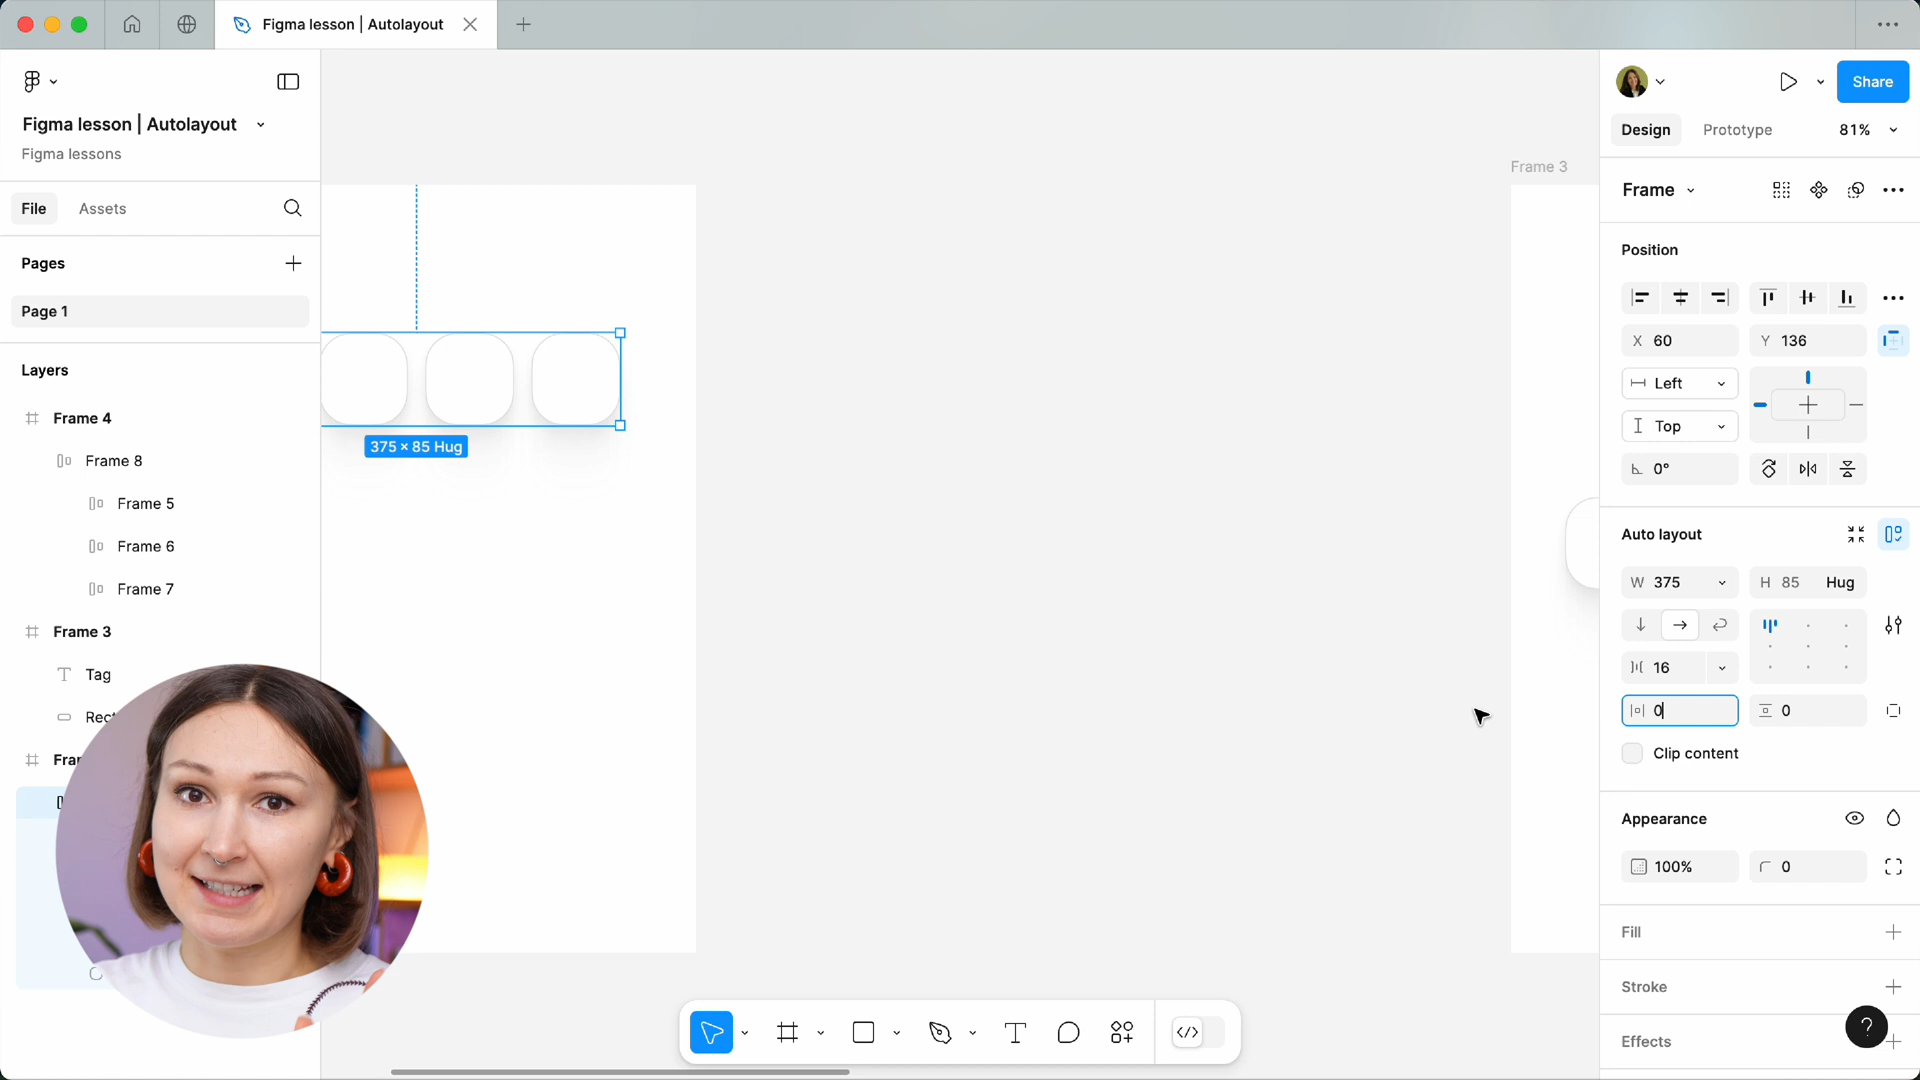 Figma lesson | Autolayout
Figma lesson | Autolayout
Figma lessons
File
Assets
Pages
Page 1
Layers
Frame 4
Frame 8
Frame 5
Frame 6
Frame 7
Frame 3
Tag
375 × 85 Hug
Frame 3
Share
Design
Prototype
81%
Frame
Position
X 60
Y 136
Left
Top
0°
Auto layout
W 375
H 85 Hug
16
0
0
Clip content
Appearance
100%
0
Fill
Stroke
Effects
?